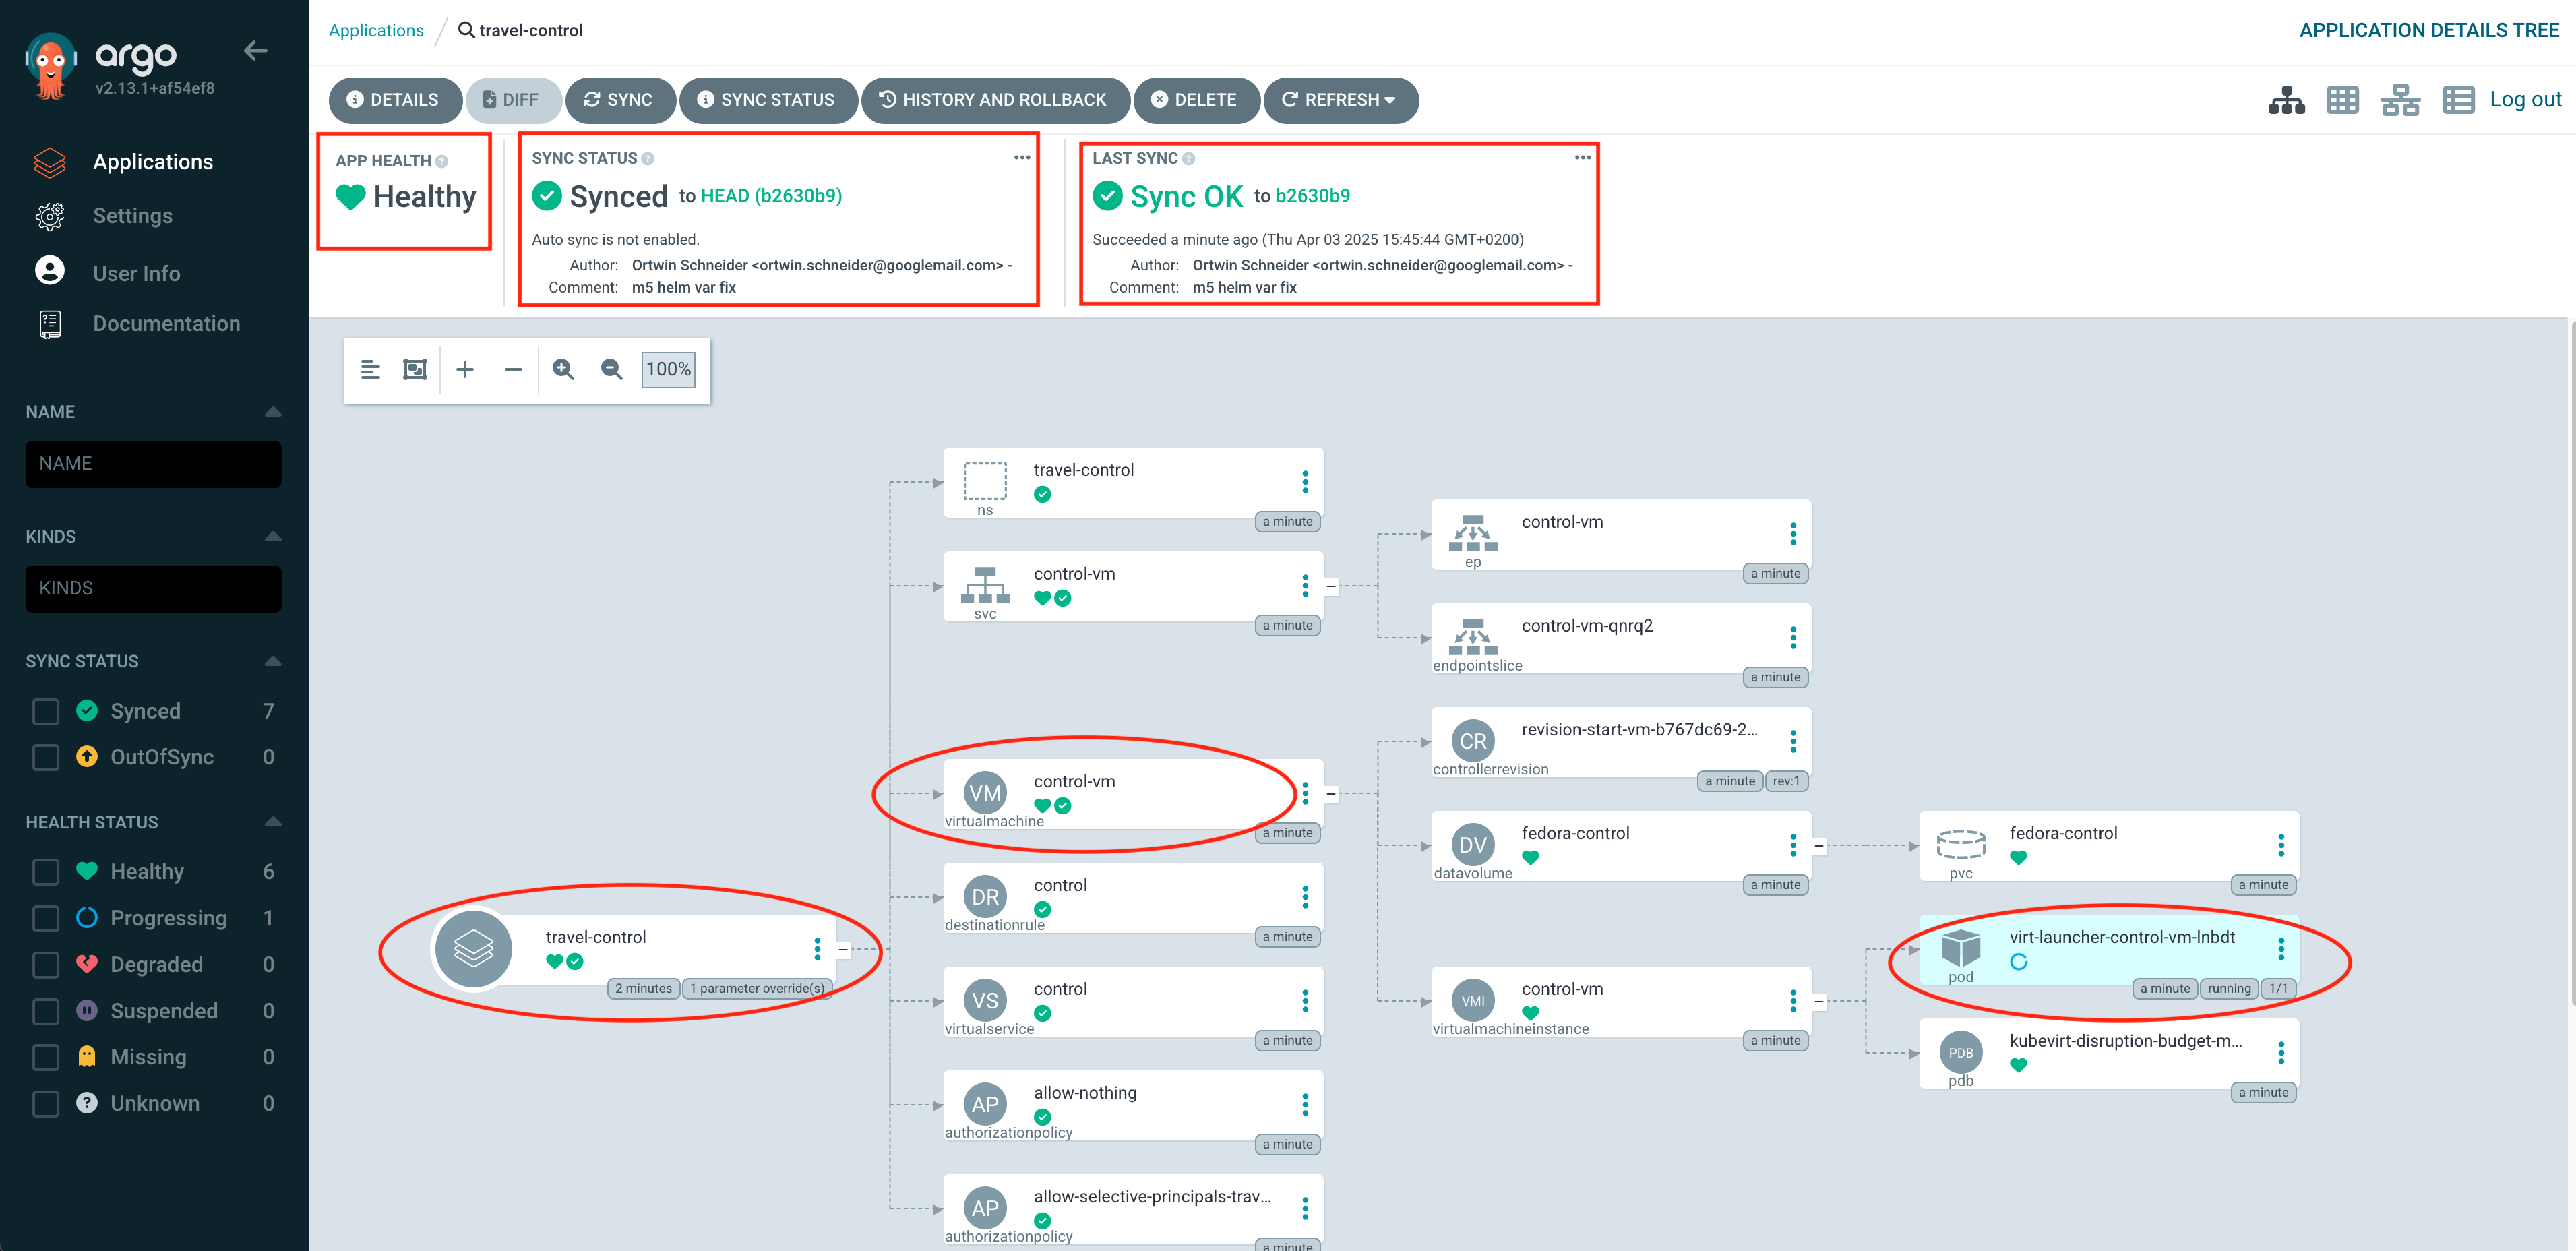 argo
v2.13.1+af54ef8
Applications
Settings
User Info
Documentation
NAME
NAME
KINDS
KINDS
SYNC STATUS
Synced 7
OutOfSync 0
HEALTH STATUS
Healthy 6
Progressing 1
Degraded 0
Suspended 0
Missing 0
Unknown 0
Applications / travel-control
APPLICATION DETAILS TREE
DETAILS DIFF SYNC SYNC STATUS HISTORY AND ROLLBACK DELETE REFRESH
Log out
APP HEALTH
Healthy
SYNC STATUS
Synced to HEAD (b2630b9)
Auto sync is not enabled.
Author: Ortwin Schneider <ortwin.schneider@googlemail.com> -
Comment: m5 helm var fix
LAST SYNC
Sync OK to b2630b9
Succeeded a minute ago (Thu Apr 03 2025 15:45:44 GMT+0200)
Author: Ortwin Schneider <ortwin.schneider@googlemail.com> -
Comment: m5 helm var fix
100%
travel-control
2 minutes 1 parameter override(s)
travel-control
ns
a minute
control-vm
svc
a minute
VM
control-vm
virtualmachine
a minute
DR
control
destinationrule
a minute
VS
control
virtualservice
a minute
AP
allow-nothing
authorizationpolicy
a minute
AP
allow-selective-principals-trav...
authorizationpolicy
a minute
control-vm
ep
a minute
control-vm-qnrq2
endpointslice
a minute
CR
revision-start-vm-b767dc69-2...
controllerrevision
a minute rev:1
DV
fedora-control
datavolume
a minute
VMI
control-vm
virtualmachineinstance
a minute
fedora-control
pvc
a minute
virt-launcher-control-vm-lnbdt
pod
a minute running 1/1
PDB
kubevirt-disruption-budget-m...
pdb
a minute